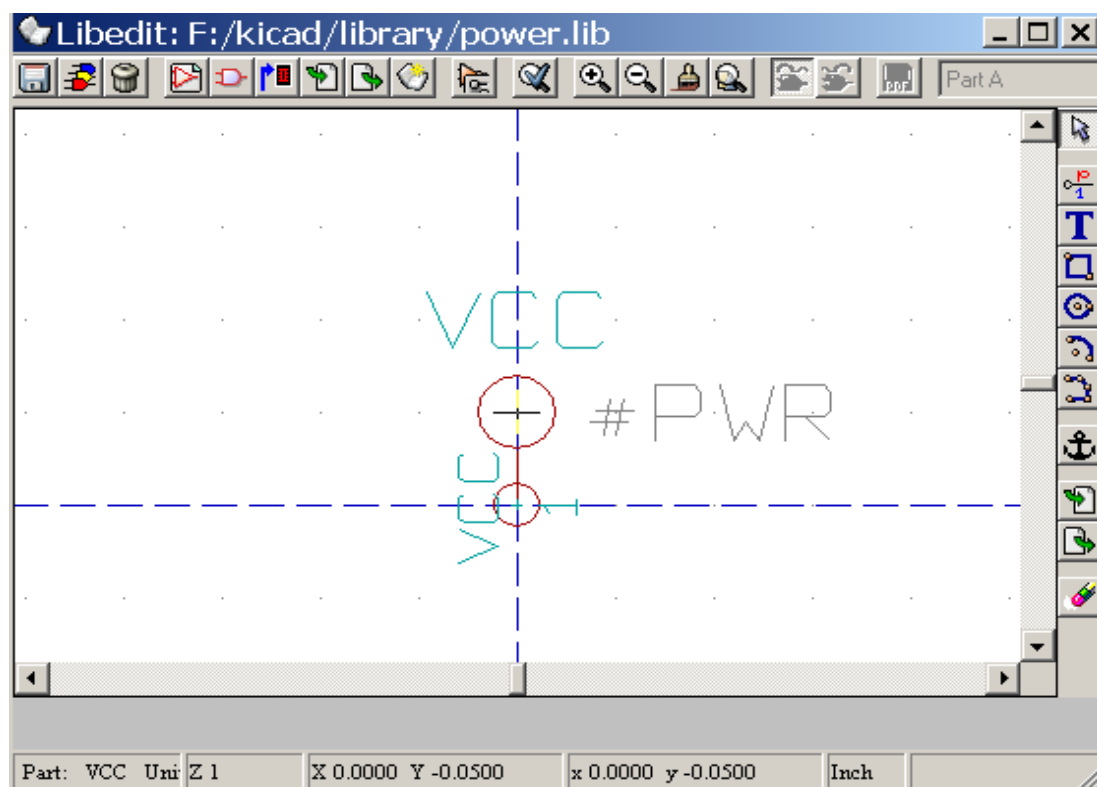 Libedit: F:/kicad/library/power.lib
PDF Part A
VCC
#PWR
VCC
1
Part: VCC Uni Z 1 X 0.0000 Y -0.0500 x 0.0000 y -0.0500 Inch